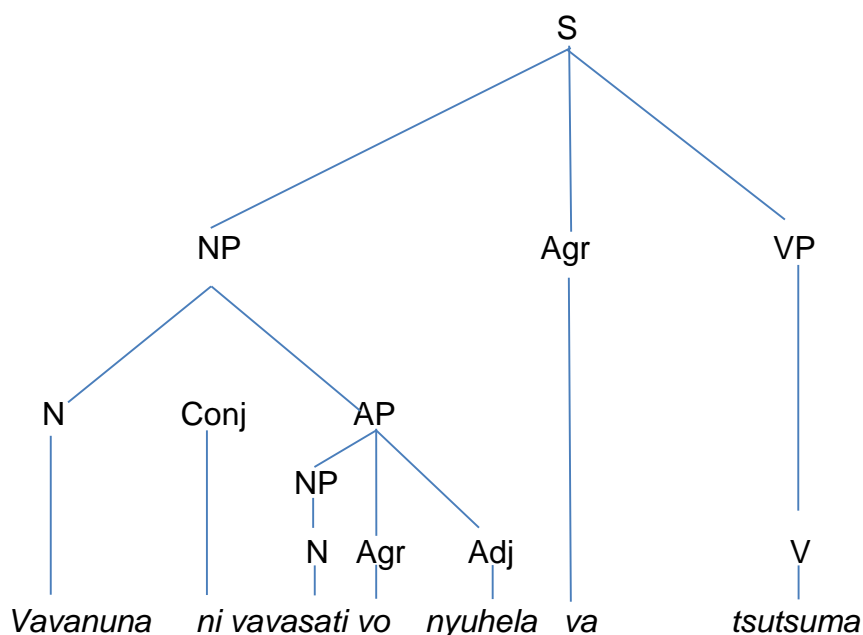 S
NP Agr VP
N Conj AP
NP
N Agr Adj V
Vavanuna ni vavasati vo nyuhela va tsutsuma